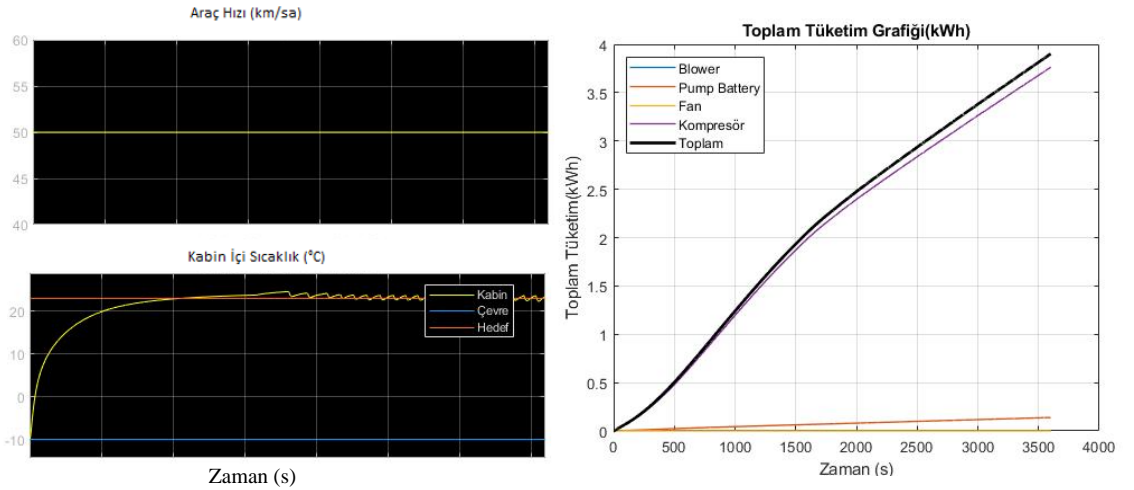 Araç Hızı (km/sa)
60
55
50
45
40
Kabin İçi Sıcaklık (°C)
20
10
0
-10
Kabin
Çevre
Hedef
Zaman (s)
Toplam Tüketim Grafiği(kWh)
Toplam Tüketim(kWh)
4
3.5
3
2.5
2
1.5
1
0.5
0
Blower
Pump Battery
Fan
Kompresör
Toplam
0 500 1000 1500 2000 2500 3000 3500 4000
Zaman (s)